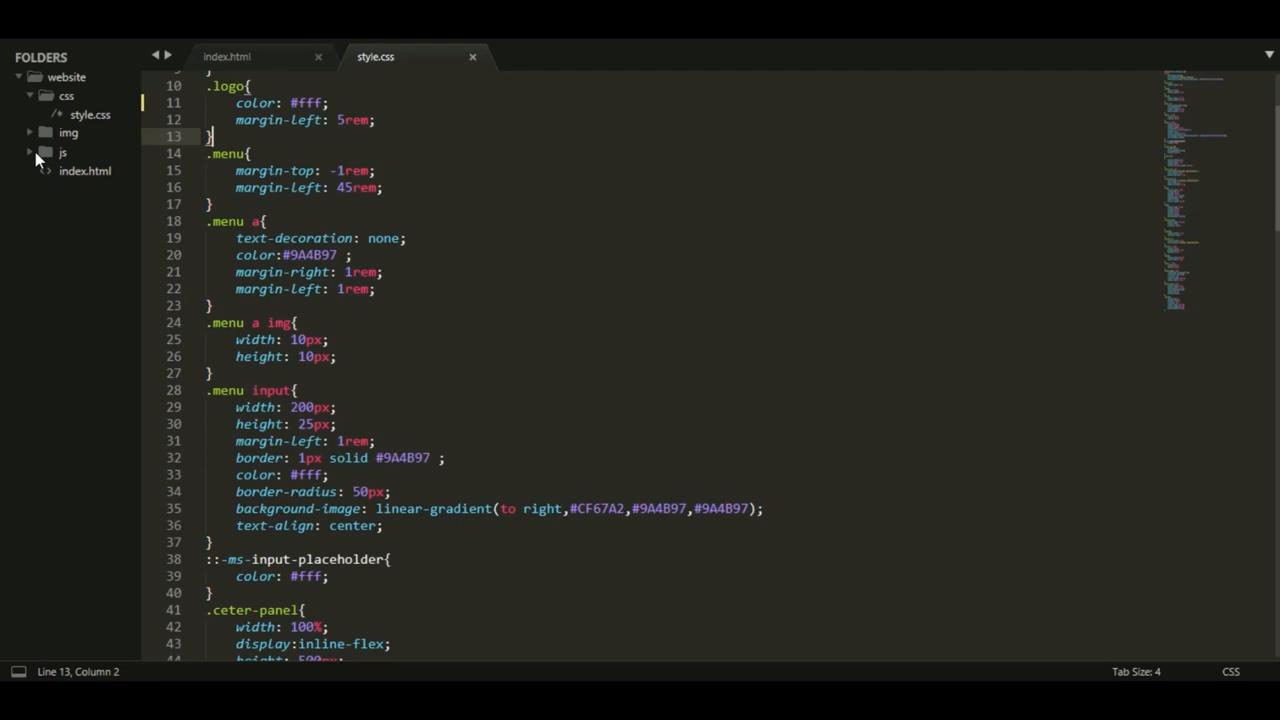 FOLDERS
website
css
style.css
img
js
index.html
index.html
style.css
10 .logo{
11 color: #fff;
12 margin-left: 5rem;
13 }
14 .menu{
15 margin-top: -1rem;
16 margin-left: 45rem;
17 }
18 .menu a{
19 text-decoration: none;
20 color:#9A4B97 ;
21 margin-right: 1rem;
22 margin-left: 1rem;
23 }
24 .menu a img{
25 width: 10px;
26 height: 10px;
27 }
28 .menu input{
29 width: 200px;
30 height: 25px;
31 margin-left: 1rem;
32 border: 1px solid #9A4B97 ;
33 color: #fff;
34 border-radius: 50px;
35 background-image: linear-gradient(to right,#CF67A2,#9A4B97,#9A4B97);
36 text-align: center;
37 }
38 ::-ms-input-placeholder{
39 color: #fff;
40 }
41 .ceter-panel{
42 width: 100%;
43 display:inline-flex;
44 height: 500px;
Line 13, Column 2
Tab Size: 4
CSS